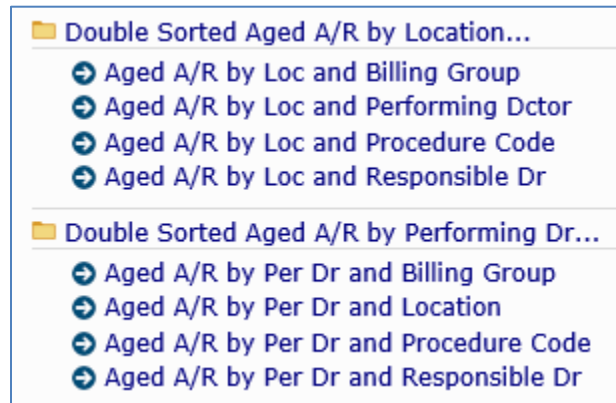 Double Sorted Aged A/R by Location...
Aged A/R by Loc and Billing Group
Aged A/R by Loc and Performing Dctor
Aged A/R by Loc and Procedure Code
Aged A/R by Loc and Responsible Dr
Double Sorted Aged A/R by Performing Dr...
Aged A/R by Per Dr and Billing Group
Aged A/R by Per Dr and Location
Aged A/R by Per Dr and Procedure Code
Aged A/R by Per Dr and Responsible Dr